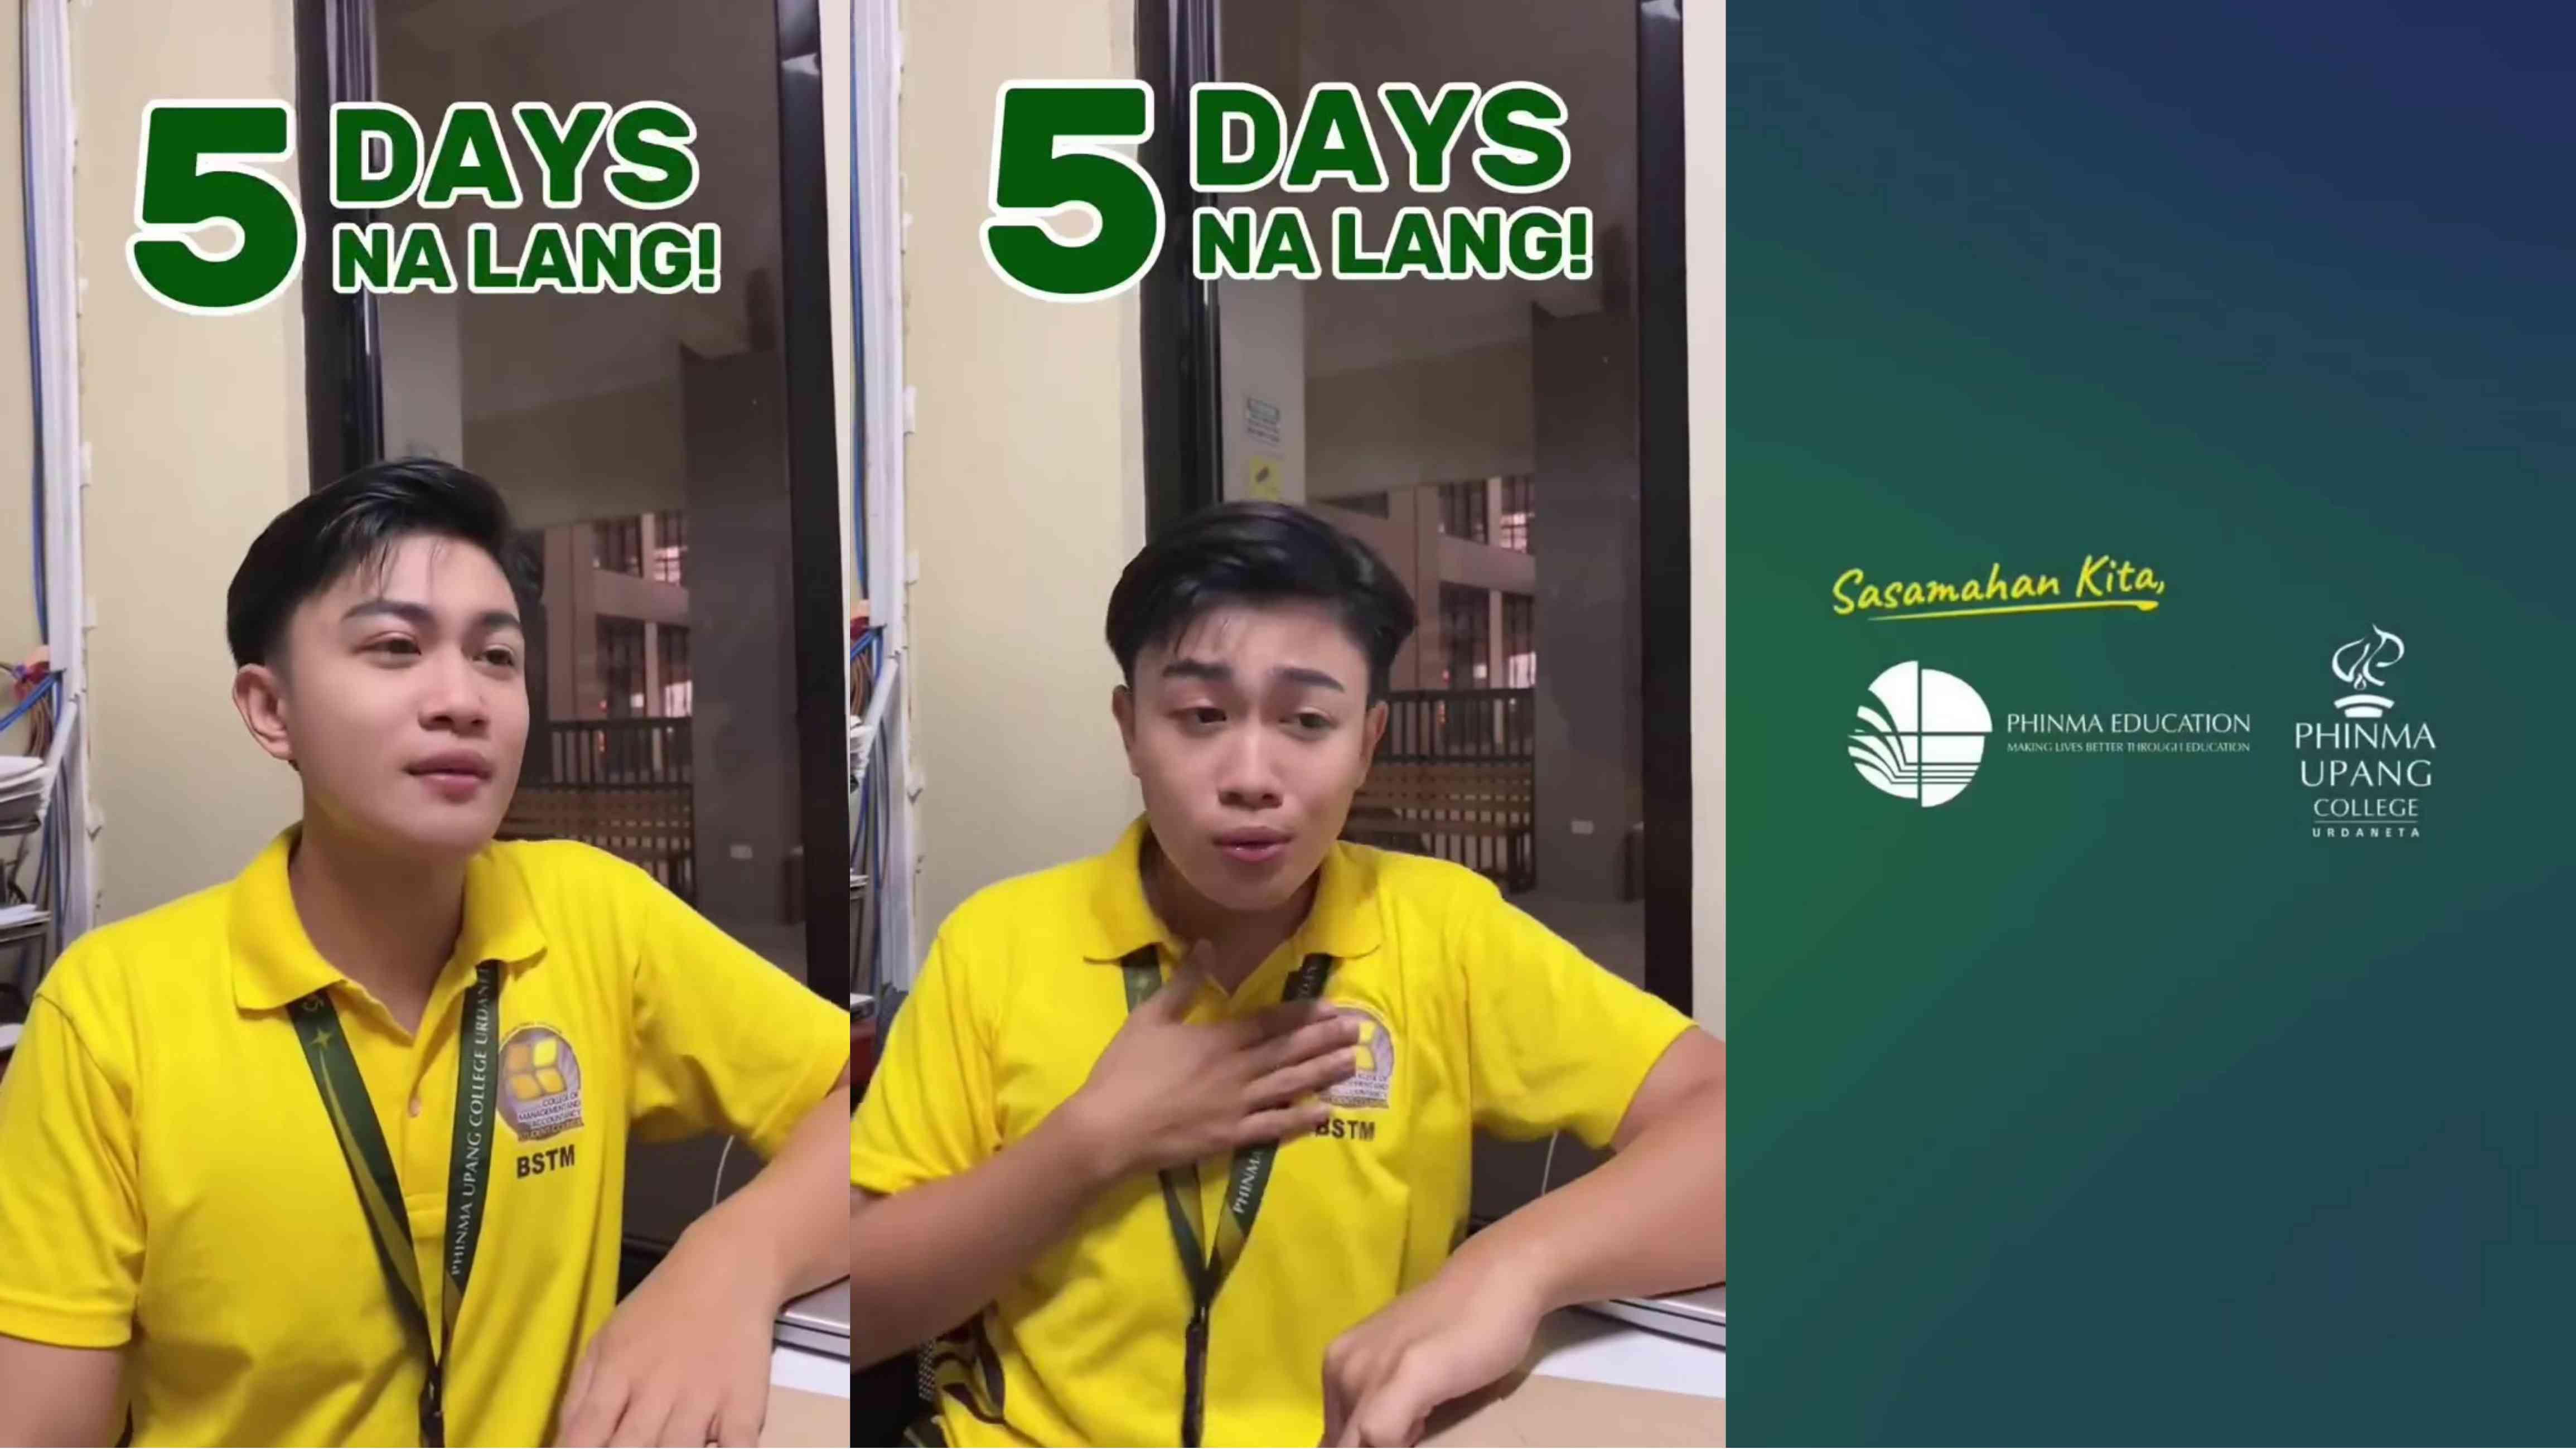 5 DAYS
NA LANG!
PHINMA UPANG COLLEGE URDANETA
COLLEGE OF
MANAGEMENT AND
ACCOUNTANCY
BSTM
5 DAYS
NA LANG!
PHINMA
BSTM
Sasamahan Kita,
PHINMA EDUCATION
MAKING LIVES BETTER THROUGH EDUCATION
PHINMA
UPANG
COLLEGE
URDANETA